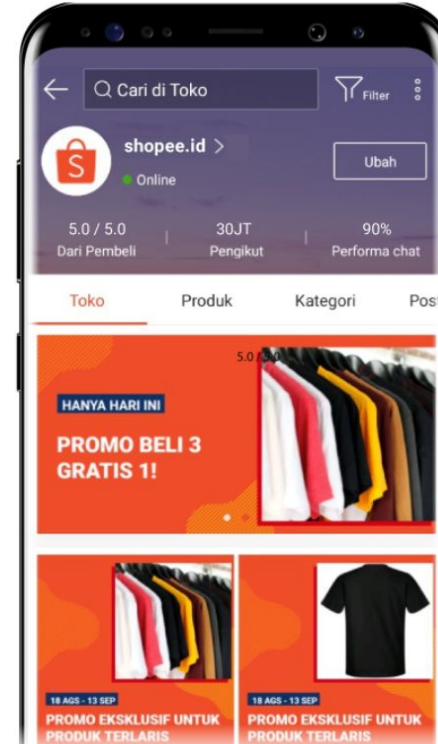 Cari di Toko
Filter
shopee.id >
Online
Ubah
5.0 / 5.0
30JT
90%
Dari Pembeli
Pengikut
Performa chat
Toko
Produk
Kategori
Pos
5.0 /
HANYA HARI INI
PROMO BELI 3
GRATIS 1!
18 AGS - 13 SEP
PROMO EKSKLUSIF UNTUK
PRODUK TERLARIS
18 AGS - 13 SEP
PROMO EKSKLUSIF UNTUK
PRODUK TERLARIS